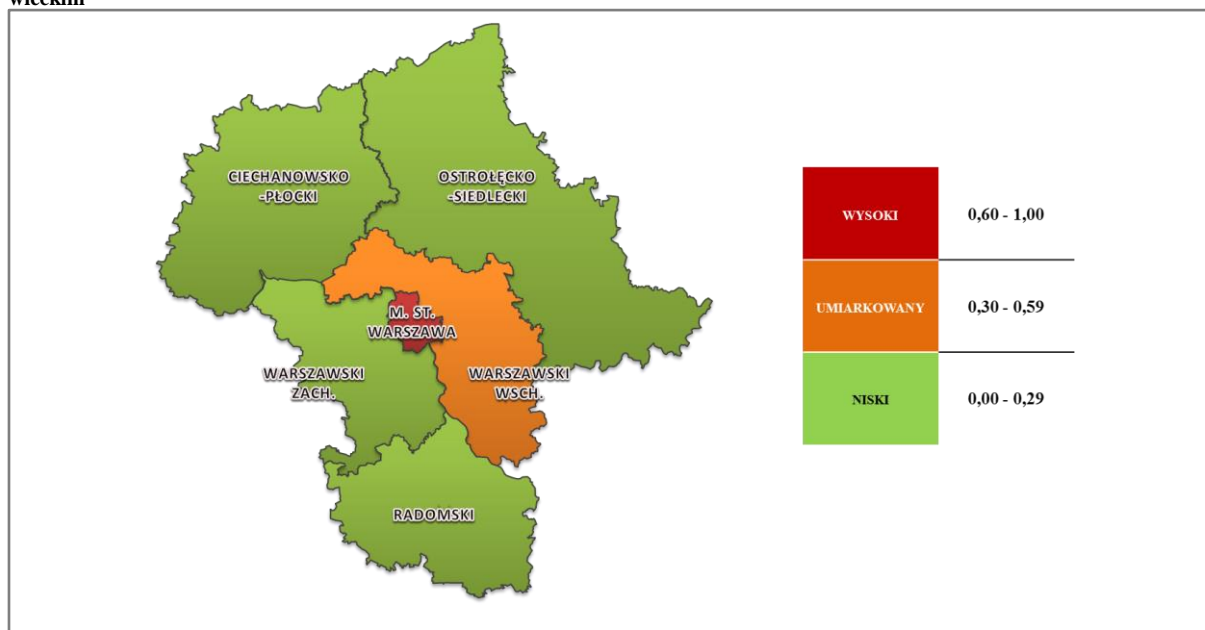 wieckim
CIECHANOWSKO
-PŁOCKI
OSTROŁĘCKO
-SIEDLECKI
M. ST.
WARSZAWA
WARSZAWSKI
ZACH.
WARSZAWSKI
WSCH.
RADOMSKI
WYSOKI 0,60 - 1,00
UMIARKOWANY 0,30 - 0,59
NISKI 0,00 - 0,29